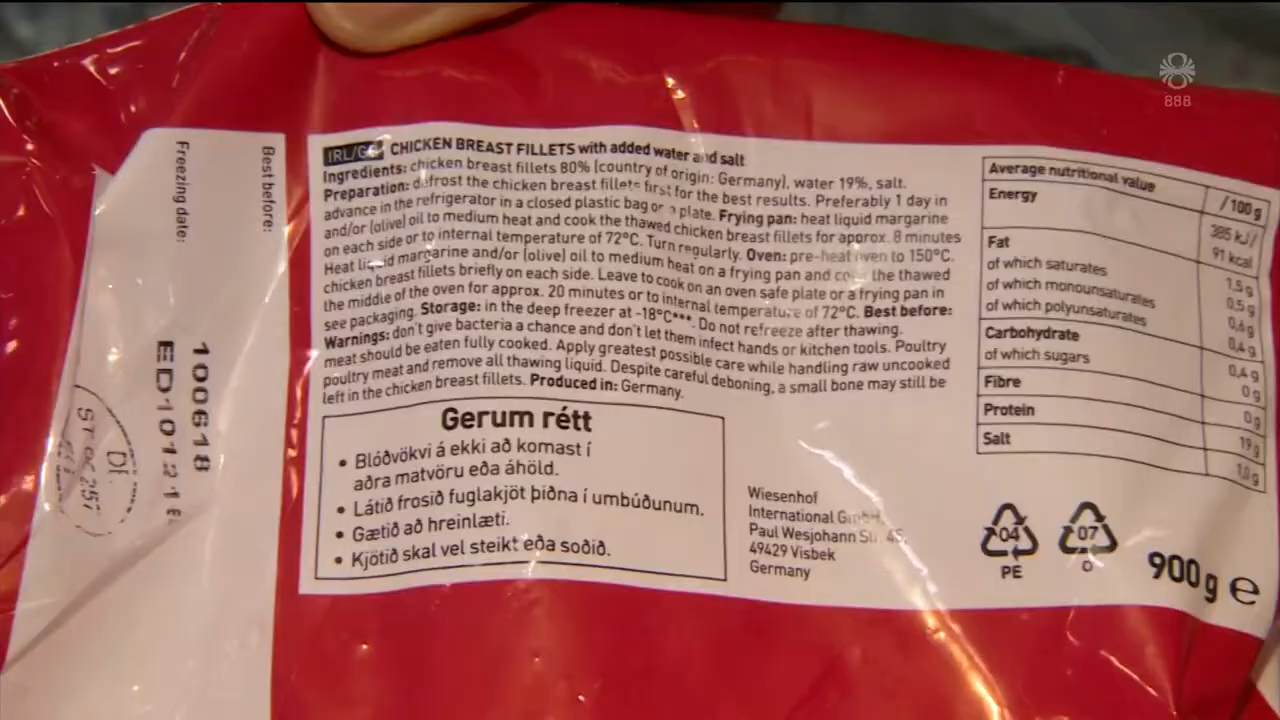 888
IRL/GB CHICKEN BREAST FILLETS with added water and salt
Ingredients: chicken breast fillets 80% (country of origin: Germany), water 19%, salt.
Preparation: defrost the chicken breast fillets first for the best results. Preferably 1 day in
advance in the refrigerator in a closed plastic bag or a plate. Frying pan: heat liquid margarine
and/or (olive) oil to medium heat and cook the thawed chicken breast fillets for approx. 8 minutes
on each side or to internal temperature of 72°C. Turn regularly. Oven: pre-heat oven to 150°C.
Heat liquid margarine and/or (olive) oil to medium heat on a frying pan and cook the thawed
chicken breast fillets briefly on each side. Leave to cook on an oven safe plate or a frying pan in
the middle of the oven for approx. 20 minutes or to internal temperature of 72°C. Best before:
see packaging. Storage: in the deep freezer at -18°C***. Do not refreeze after thawing.
Warnings: don't give bacteria a chance and don't let them infect hands or kitchen tools. Poultry
meat should be eaten fully cooked. Apply greatest possible care while handling raw uncooked
poultry meat and remove all thawing liquid. Despite careful deboning, a small bone may still be
left in the chicken breast fillets. Produced in: Germany.
Gerum rétt
• Blóðvökvi á ekki að komast í
aðra matvöru eða áhöld.
• Látið frosið fuglakjöt þiðna í umbúðunum.
• Gætið að hreinlæti.
• Kjötið skal vel steikt eða soðið.
Wiesenhof
International GmbH
Paul Wesjohann Str. 45,
49429 Visbek
Germany
Average nutritional value /100 g
Energy 385 kJ/
91 kcal
Fat 1,5 g
of which saturates 0,5 g
of which monounsaturates 0,6 g
of which polyunsaturates 0,4 g
Carbohydrate 0,4 g
of which sugars 0 g
Fibre 0 g
Protein 19 g
Salt 1,0 g
04
PE
07
O
900 g e
Best before:
Freezing date:
100618
ED101216
DE
ST